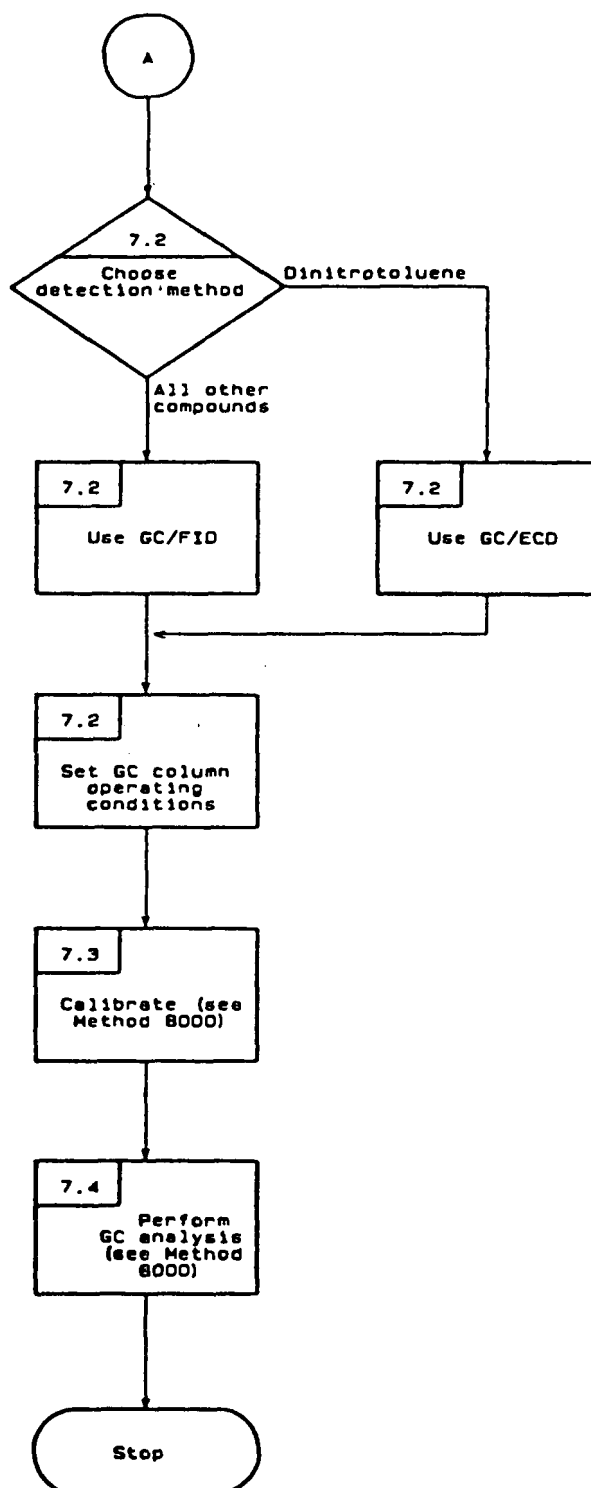 A
7.2
Choose
detection method
Dinitrotoluene
All other
compounds
7.2
Use GC/FID
7.2
Use GC/ECD
7.2
Set GC column
operating
conditions
7.3
Calibrate (see
Method 8000)
7.4
Perform
GC analysis
(see Method
8000)
Stop